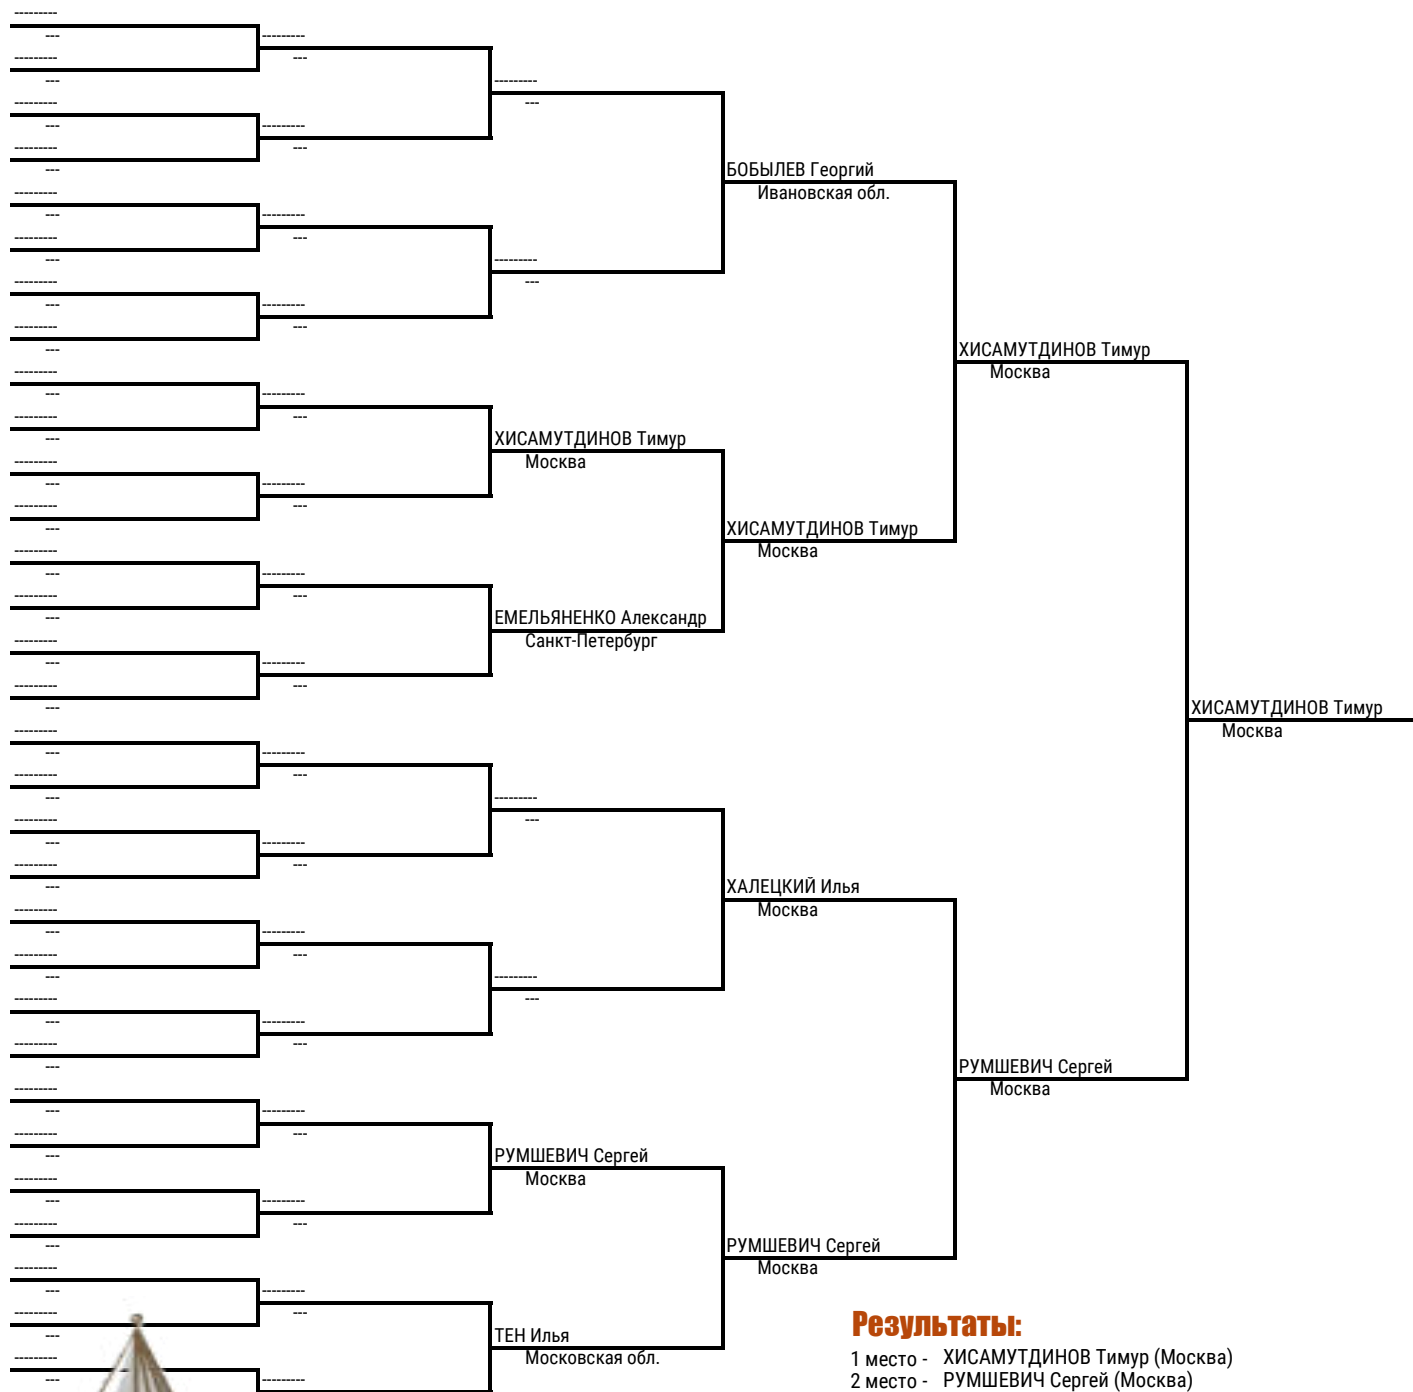 БОБЫЛЕВ Георгий
Ивановская обл.
ХИСАМУТДИНОВ Тимур
Москва
ХИСАМУТДИНОВ Тимур
Москва
ХИСАМУТДИНОВ Тимур
Москва
ЕМЕЛЬЯНЕНКО Александр
Санкт-Петербург
ХИСАМУТДИНОВ Тимур
Москва
ХАЛЕЦКИЙ Илья
Москва
РУМШЕВИЧ Сергей
Москва
РУМШЕВИЧ Сергей
Москва
РУМШЕВИЧ Сергей
Москва
ТЕН Илья
Московская обл.
Результаты:
1 место - ХИСАМУТДИНОВ Тимур (Москва)
2 место - РУМШЕВИЧ Сергей (Москва)